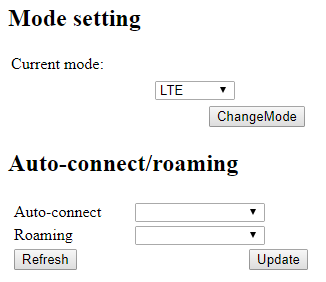 Mode setting
Current mode:
LTE
ChangeMode
Auto-connect/roaming
Auto-connect
Roaming
Refresh Update